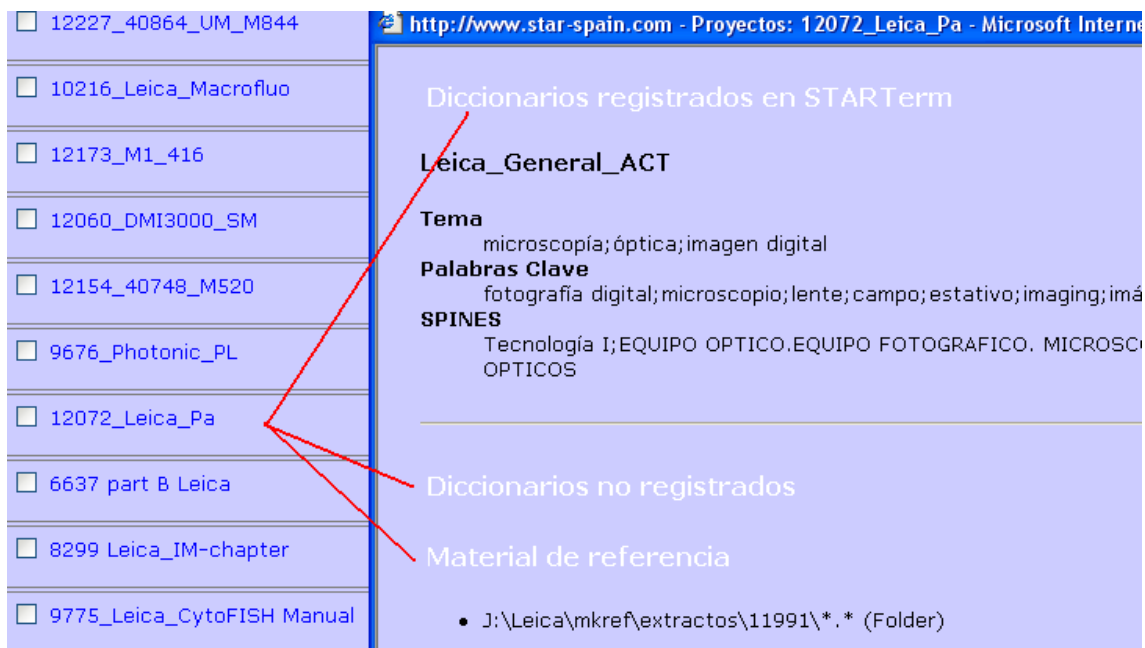 12227_40864_UM_M844
10216_Leica_Macrofluo
12173_M1_416
12060_DMI3000_SM
12154_40748_M520
9676_Photonic_PL
12072_Leica_Pa
6637 part B Leica
8299 Leica_IM-chapter
9775_Leica_CytoFISH Manual
http://www.star-spain.com - Proyectos: 12072_Leica_Pa - Microsoft Interne
Diccionarios registrados en STARTerm
Leica_General_ACT
Tema
microscopía;óptica;imagen digital
Palabras Clave
fotografía digital;microscopio;lente;campo;estativo;imaging;imá
SPINES
Tecnología I;EQUIPO OPTICO.EQUIPO FOTOGRAFICO. MICROSC
OPTICOS
Diccionarios no registrados
Material de referencia
• J:\Leica\mkref\extractos\11991\*.* (Folder)